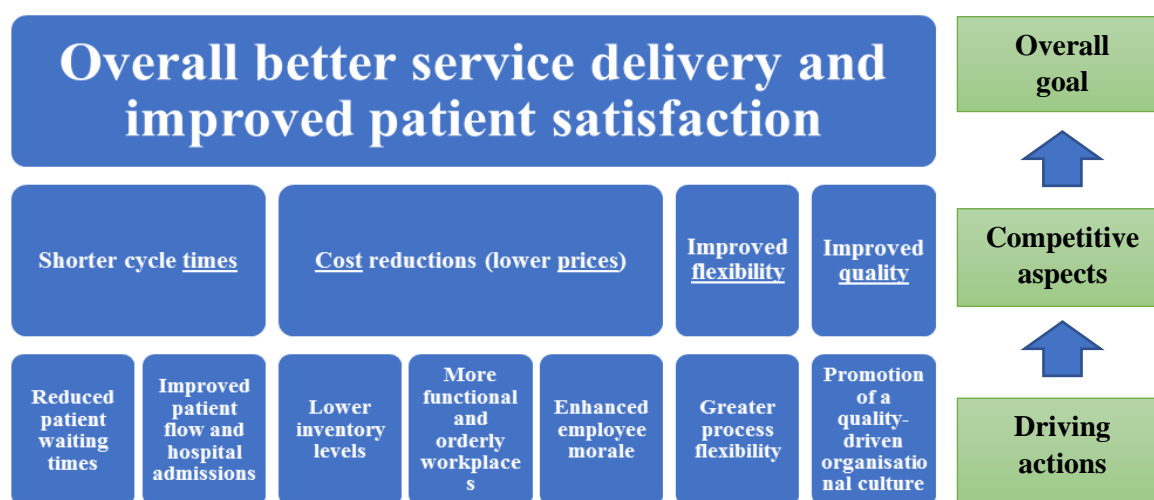 Overall better service delivery and
improved patient satisfaction
Overall
goal
Shorter cycle times
Cost reductions (lower prices)
Improved
flexibility
Improved
quality
Competitive
aspects
Reduced
patient
waiting
times
Improved
patient
flow and
hospital
admissions
Lower
inventory
levels
More
functional
and
orderly
workplace
s
Enhanced
employee
morale
Greater
process
flexibility
Promotion
of a
quality-
driven
organisatio
nal culture
Driving
actions